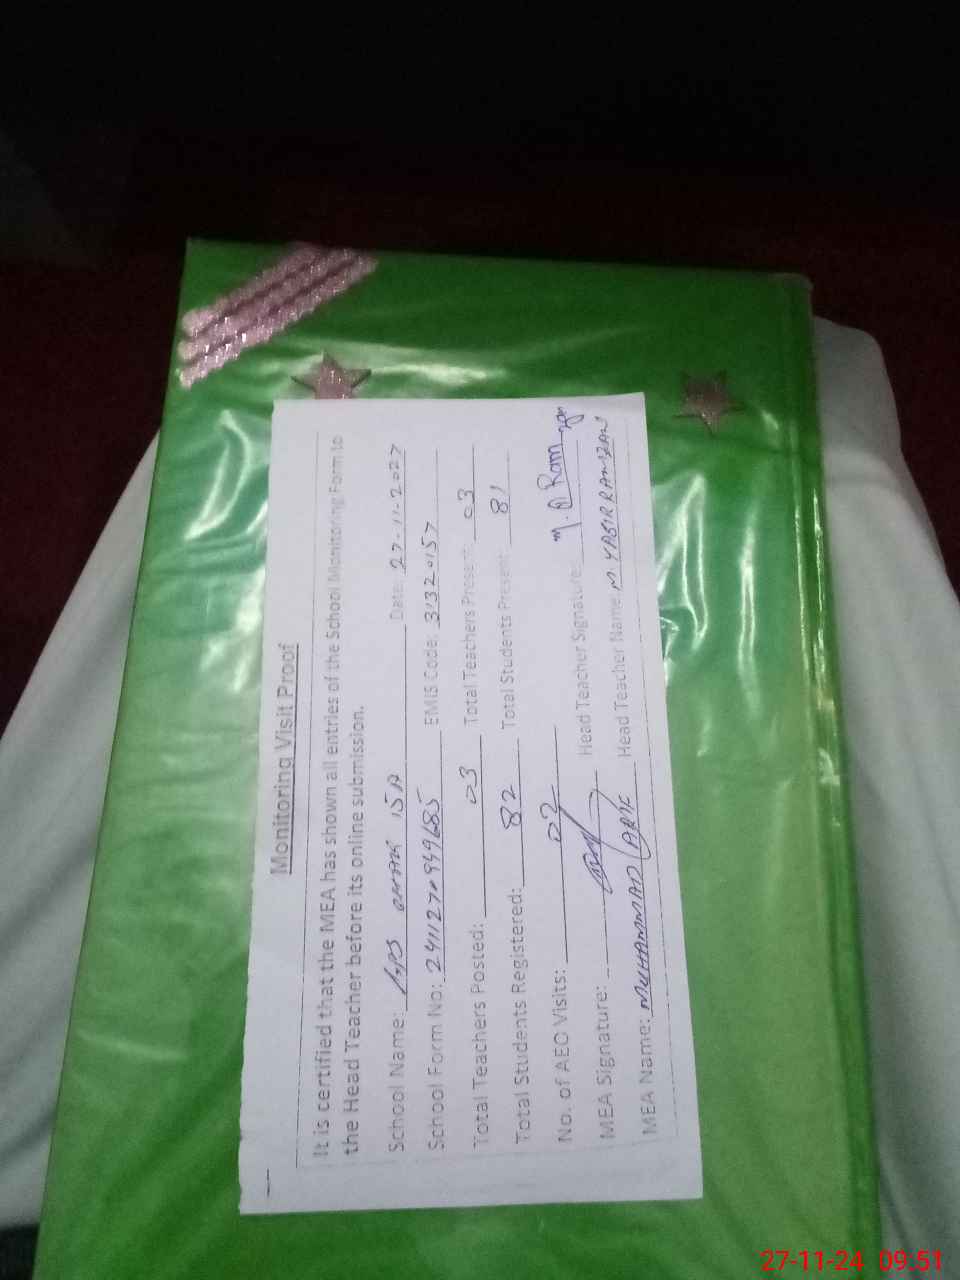 Monitoring Visit Proof
It is certified that the MEA has shown all entries of the School Monitoring Form to
the Head Teacher before its online submission.
School Name: GPS 15 A Date: 27-11-2027
School Form No: EMIS Code: 31320157
Total Teachers Posted: 03 Total Teachers Present: 03
Total Students Registered: 82 Total Students Present: 81
No. of AEO Visits: 02
MEA Signature: Head Teacher Signature:
MEA Name: MUHAMMAD ARIF Head Teacher Name: M YASIR RAMZAN
27-11-24 09:51